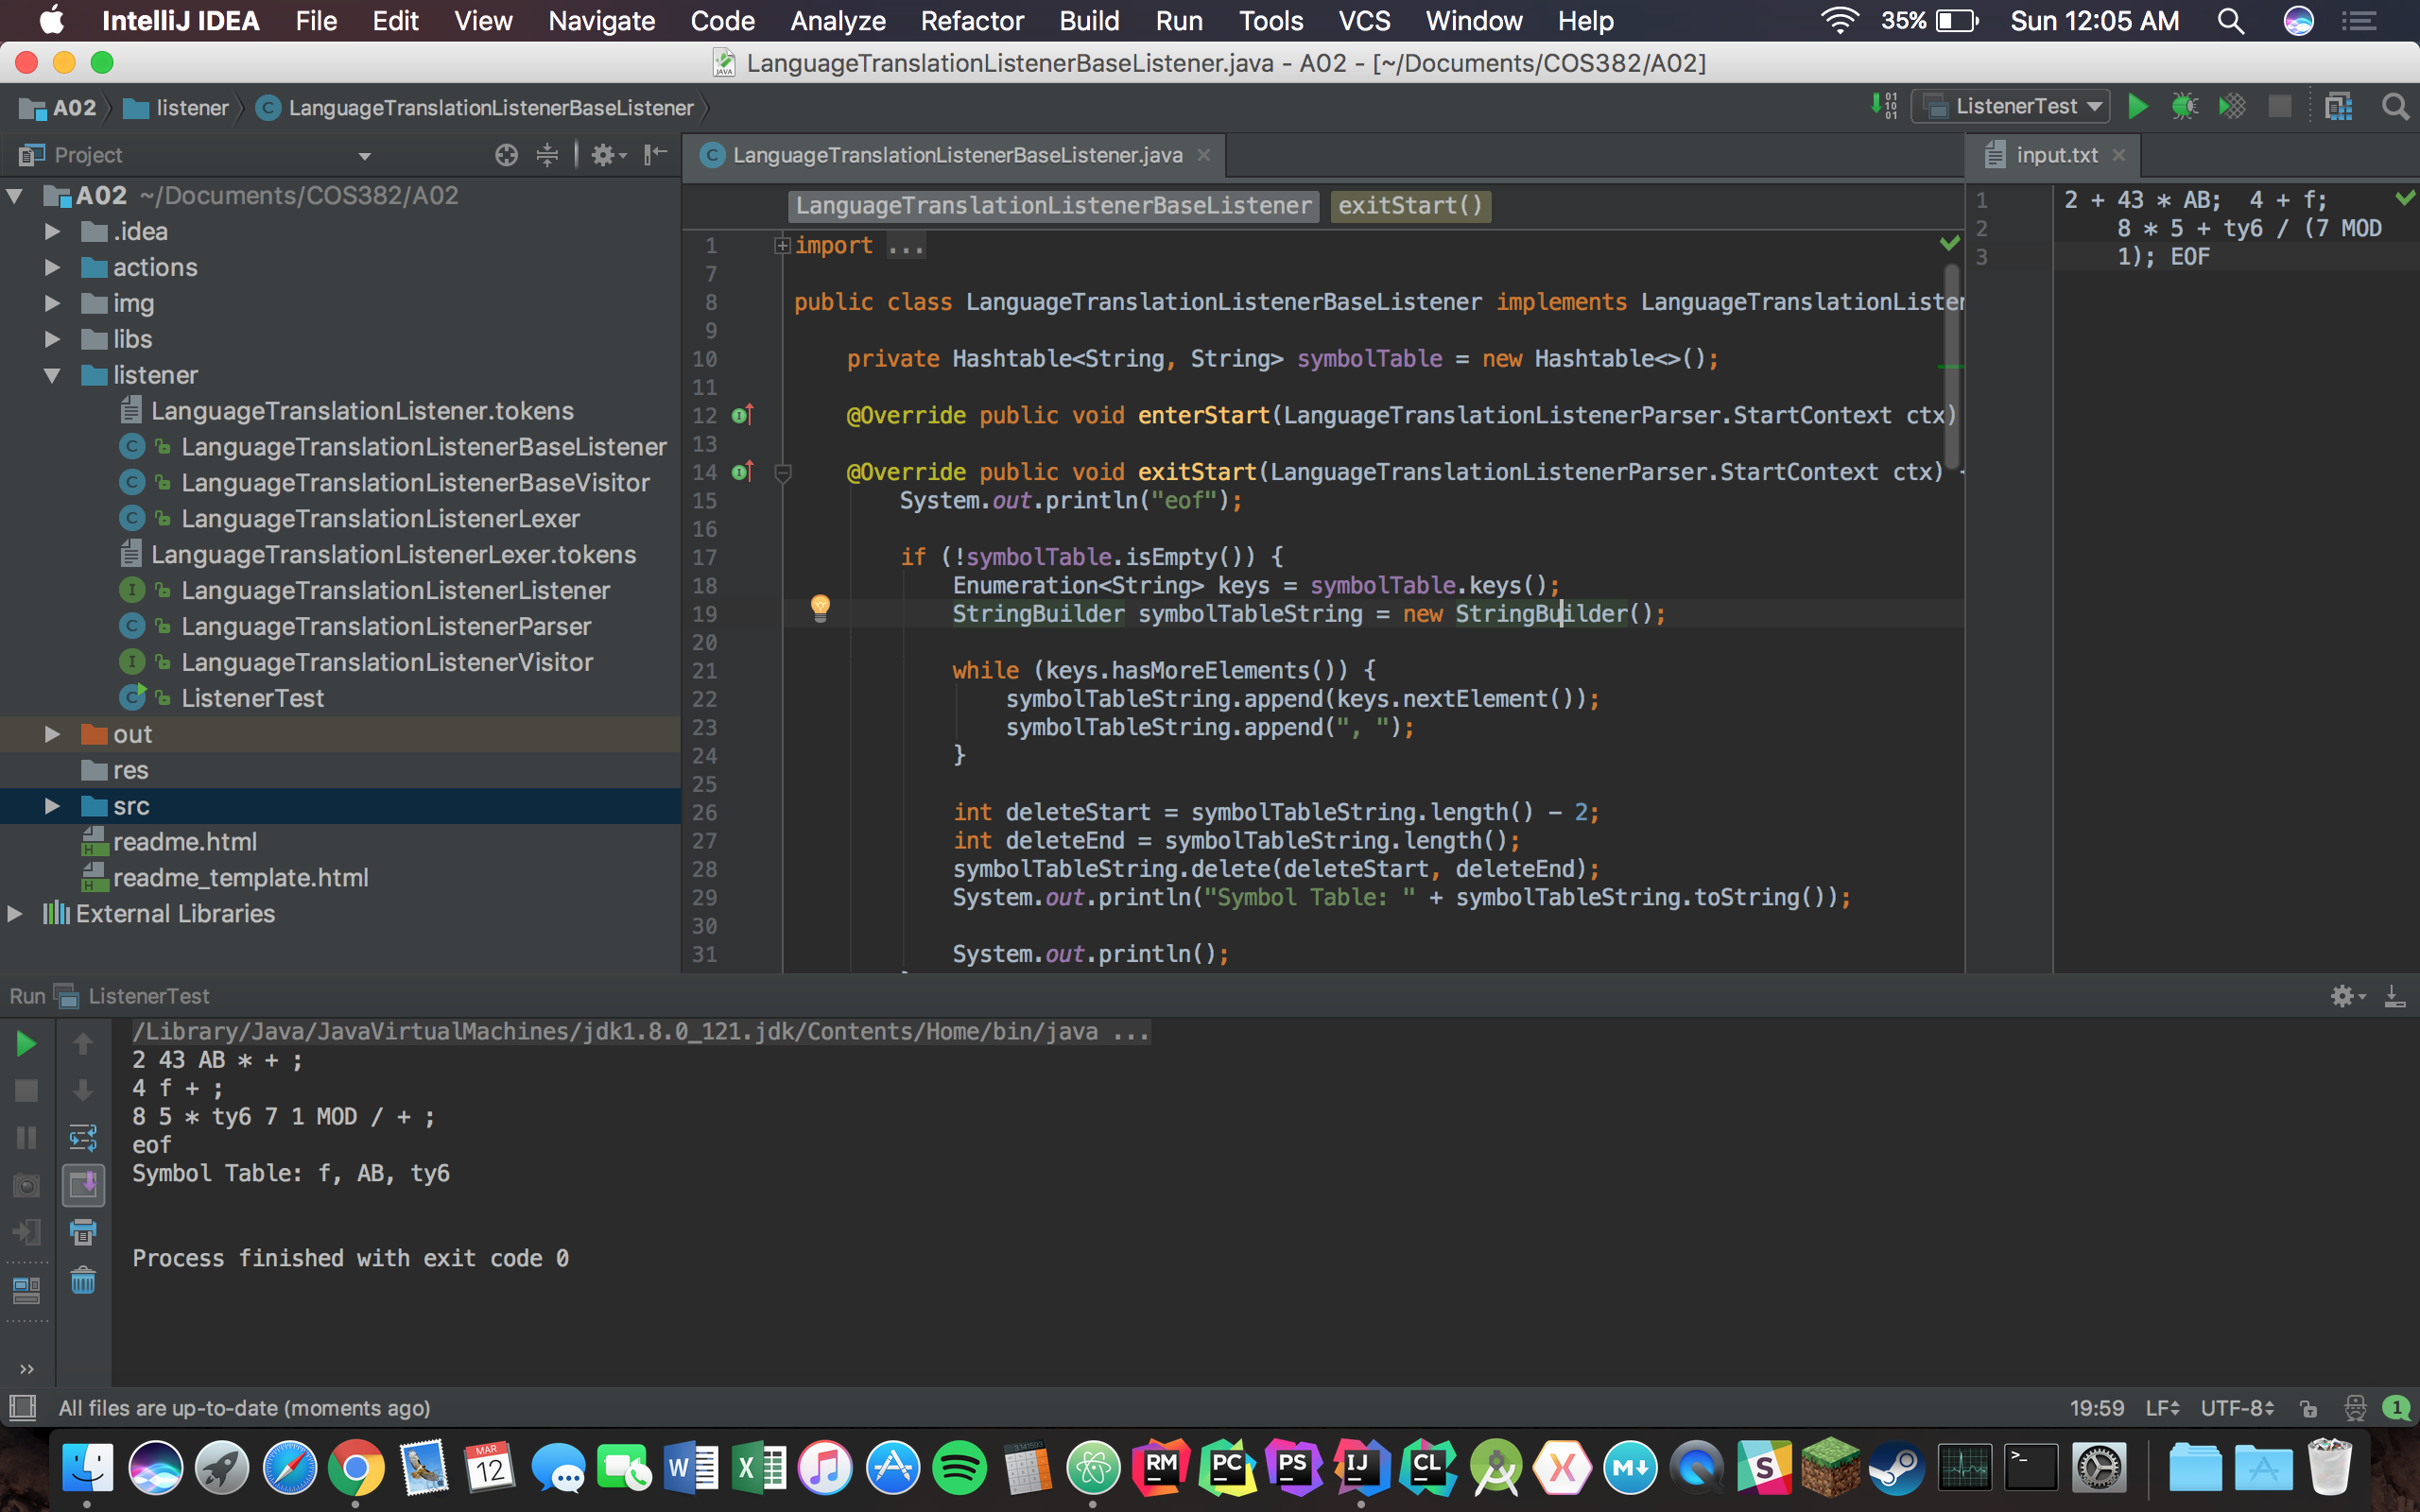 IntelliJ IDEA File Edit View Navigate Code Analyze Refactor Build Run Tools VCS Window Help 35% Sun 12:05 AM
LanguageTranslationListenerBaseListener.java - A02 - [~/Documents/COS382/A02]
A02 listener LanguageTranslationListenerBaseListener ListenerTest
Project
LanguageTranslationListenerBaseListener.java
input.txt
A02 ~/Documents/COS382/A02
.idea
actions
img
libs
listener
LanguageTranslationListener.tokens
LanguageTranslationListenerBaseListener
LanguageTranslationListenerBaseVisitor
LanguageTranslationListenerLexer
LanguageTranslationListenerLexer.tokens
LanguageTranslationListenerListener
LanguageTranslationListenerParser
LanguageTranslationListenerVisitor
ListenerTest
out
res
src
readme.html
readme_template.html
External Libraries
LanguageTranslationListenerBaseListener exitStart()
1 import ...
7
8 public class LanguageTranslationListenerBaseListener implements LanguageTranslationListen
9
10 private Hashtable<String, String> symbolTable = new Hashtable<>();
11
12 @Override public void enterStart(LanguageTranslationListenerParser.StartContext ctx)
13
14 @Override public void exitStart(LanguageTranslationListenerParser.StartContext ctx) {
15 System.out.println("eof");
16
17 if (!symbolTable.isEmpty()) {
18 Enumeration<String> keys = symbolTable.keys();
19 StringBuilder symbolTableString = new StringBuilder();
20
21 while (keys.hasMoreElements()) {
22 symbolTableString.append(keys.nextElement());
23 symbolTableString.append(", ");
24 }
25
26 int deleteStart = symbolTableString.length() - 2;
27 int deleteEnd = symbolTableString.length();
28 symbolTableString.delete(deleteStart, deleteEnd);
29 System.out.println("Symbol Table: " + symbolTableString.toString());
30
31 System.out.println();
1 2 + 43 * AB; 4 + f;
2 8 * 5 + ty6 / (7 MOD
3 1); EOF
Run ListenerTest
/Library/Java/JavaVirtualMachines/jdk1.8.0_121.jdk/Contents/Home/bin/java ...
2 43 AB * + ;
4 f + ;
8 5 * ty6 7 1 MOD / + ;
eof
Symbol Table: f, AB, ty6
Process finished with exit code 0
All files are up-to-date (moments ago) 19:59 LF UTF-8 1
MAR 12 W X RM PC PS IJ CL X M S >_